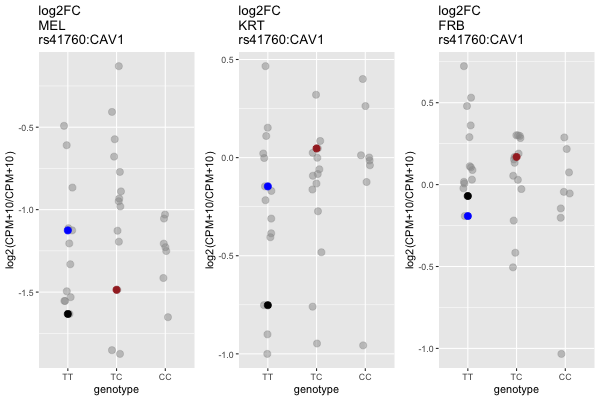 log2FC
MEL
rs41760:CAV1
log2(CPM+10/CPM+10)
-0.5
-1.0
-1.5
TT TC CC
genotype
log2FC
KRT
rs41760:CAV1
log2(CPM+10/CPM+10)
0.5
0.0
-0.5
-1.0
TT TC CC
genotype
log2FC
FRB
rs41760:CAV1
log2(CPM+10/CPM+10)
0.5
0.0
-0.5
-1.0
TT TC CC
genotype